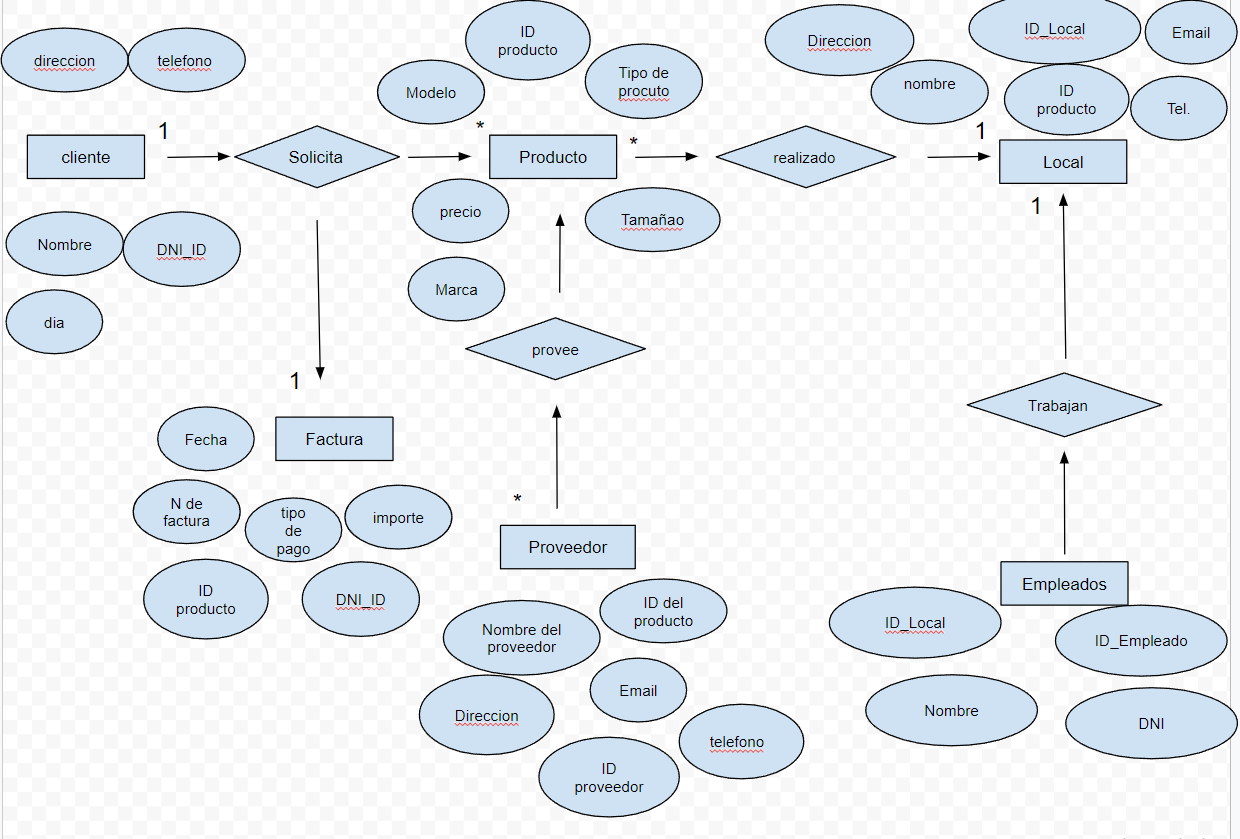 direccion
telefono
Modelo
ID
producto
Tipo de
procuto
Direccion
nombre
ID_Local
Email
ID
producto
Tel.
cliente
1
Solicita
*
Producto
*
realizado
1
Local
1
Nombre
DNI_ID
dia
precio
Tamañao
Marca
provee
1
Factura
Fecha
N de
factura
tipo
de
pago
importe
ID
producto
DNI_ID
*
Proveedor
Nombre del
proveedor
ID del
producto
Direccion
Email
telefono
ID
proveedor
Trabajan
Empleados
ID_Local
ID_Empleado
Nombre
DNI